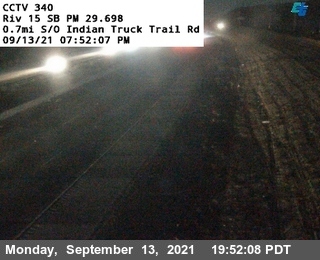 CCTV 340
Riv 15 SB PM 29.698
0.7mi S/O Indian Truck Trail Rd
09/13/21 07:52:07 PM
Monday, September 13, 2021 19:52:08 PDT